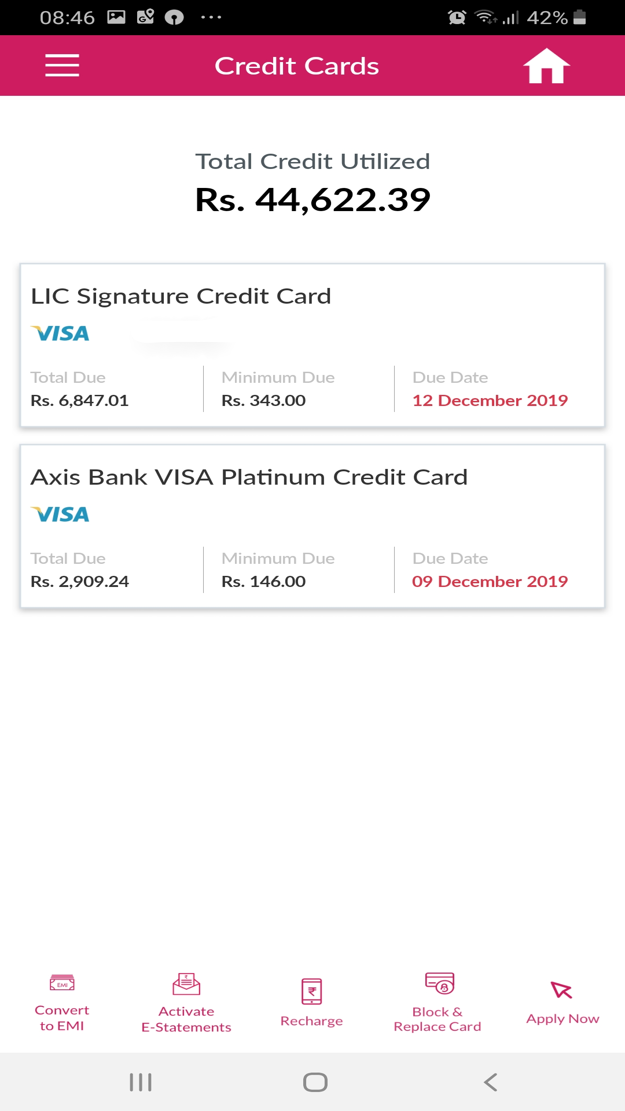 08:46 42%
Credit Cards
Total Credit Utilized
Rs. 44,622.39
LIC Signature Credit Card
VISA
Total Due Minimum Due Due Date
Rs. 6,847.01 Rs. 343.00 12 December 2019
Axis Bank VISA Platinum Credit Card
VISA
Total Due Minimum Due Due Date
Rs. 2,909.24 Rs. 146.00 09 December 2019
EMI
Convert
to EMI
Activate
E-Statements
₹
Recharge
Block &
Replace Card
Apply Now